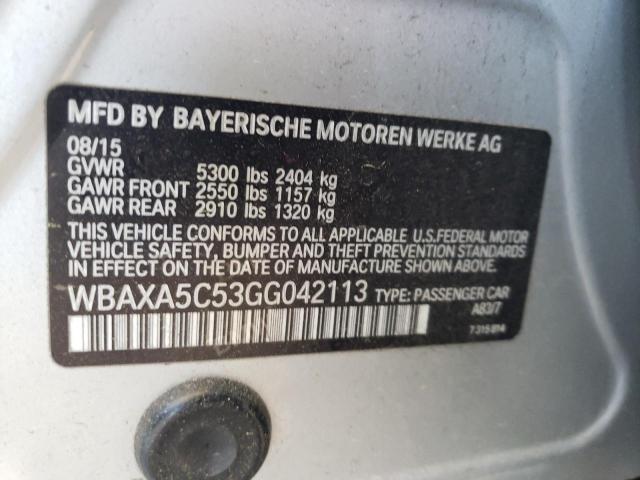 MFD BY BAYERISCHE MOTOREN WERKE AG
08/15
GVWR 5300 lbs 2404 kg
GAWR FRONT 2550 lbs 1157 kg
GAWR REAR 2910 lbs 1320 kg
THIS VEHICLE CONFORMS TO ALL APPLICABLE U.S.FEDERAL MOTOR
VEHICLE SAFETY, BUMPER AND THEFT PREVENTION STANDARDS
IN EFFECT ON THE DATE OF MANUFACTURE SHOWN ABOVE.
WBAXA5C53GG042113 TYPE: PASSENGER CAR
A83/7
7315814